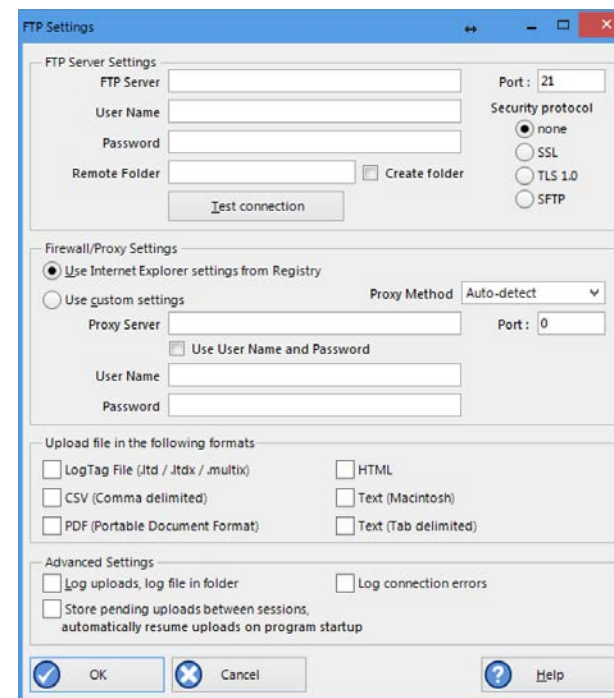 FTP Settings
FTP Server Settings
FTP Server
Port : 21
User Name
Security protocol
none
Password
SSL
Remote Folder
Create folder
TLS 1.0
SFTP
Test connection
Firewall/Proxy Settings
Use Internet Explorer settings from Registry
Use custom settings
Proxy Method Auto-detect
Proxy Server
Port : 0
Use User Name and Password
User Name
Password
Upload file in the following formats
LogTag File (.ltd / .ltdx / .multix)
HTML
CSV (Comma delimited)
Text (Macintosh)
PDF (Portable Document Format)
Text (Tab delimited)
Advanced Settings
Log uploads, log file in folder
Log connection errors
Store pending uploads between sessions,
automatically resume uploads on program startup
OK
Cancel
? Help